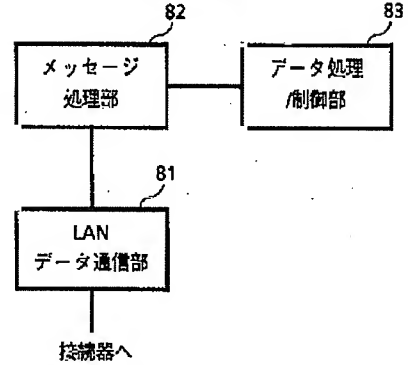 82
メッセージ
処理部
83
データ処理
/制御部
81
LAN
データ通信部
接続器へ